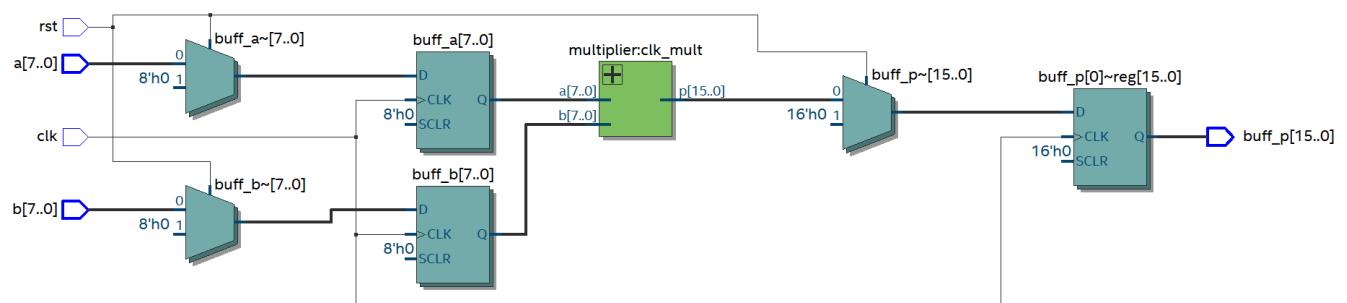 rst
a[7..0]
buff_a~[7..0]
0
8'h0
1
buff_a[7..0]
D
CLK
Q
8'h0
SCLR
multiplier:clk_mult
a[7..0]
b[7..0]
p[15..0]
buff_p~[15..0]
0
16'h0
1
buff_p[0]~reg[15..0]
D
CLK
Q
16'h0
SCLR
buff_p[15..0]
clk
b[7..0]
buff_b~[7..0]
0
8'h0
1
buff_b[7..0]
D
CLK
Q
8'h0
SCLR